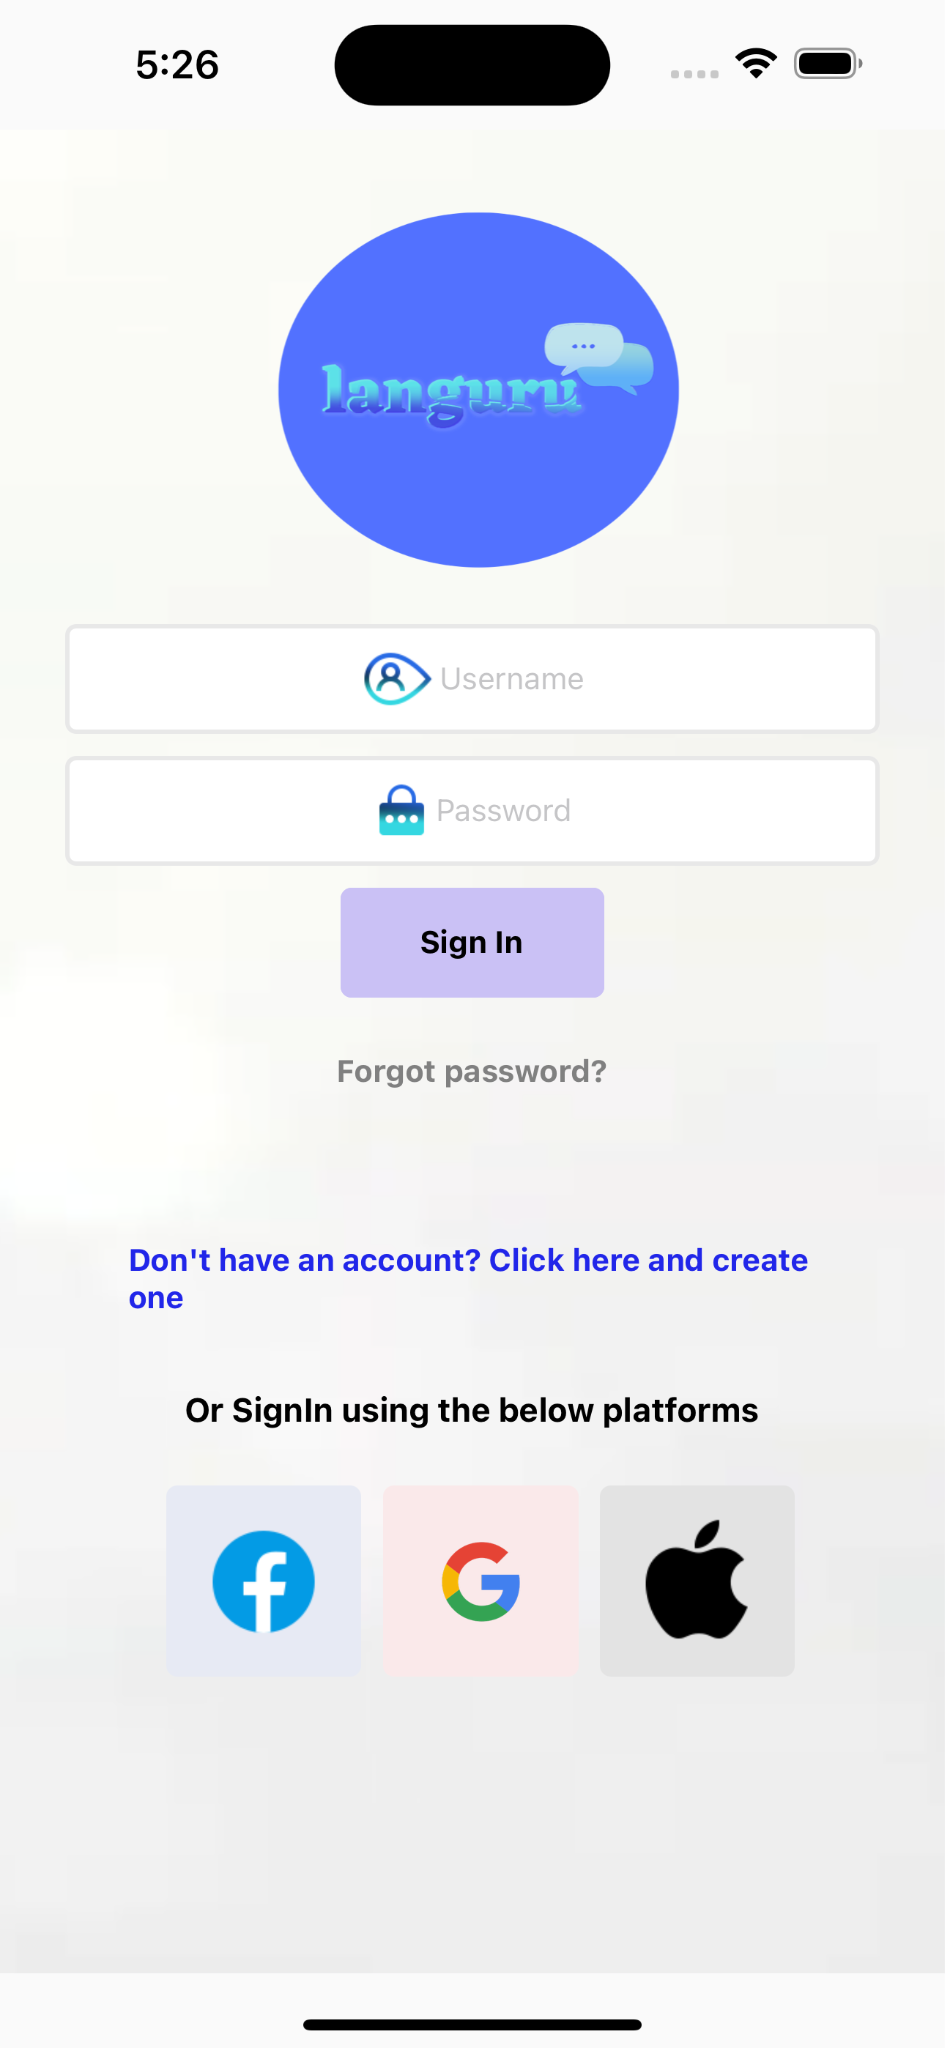 5:26
languru
Username
Password
Sign In
Forgot password?
Don't have an account? Click here and create
one
Or SignIn using the below platforms